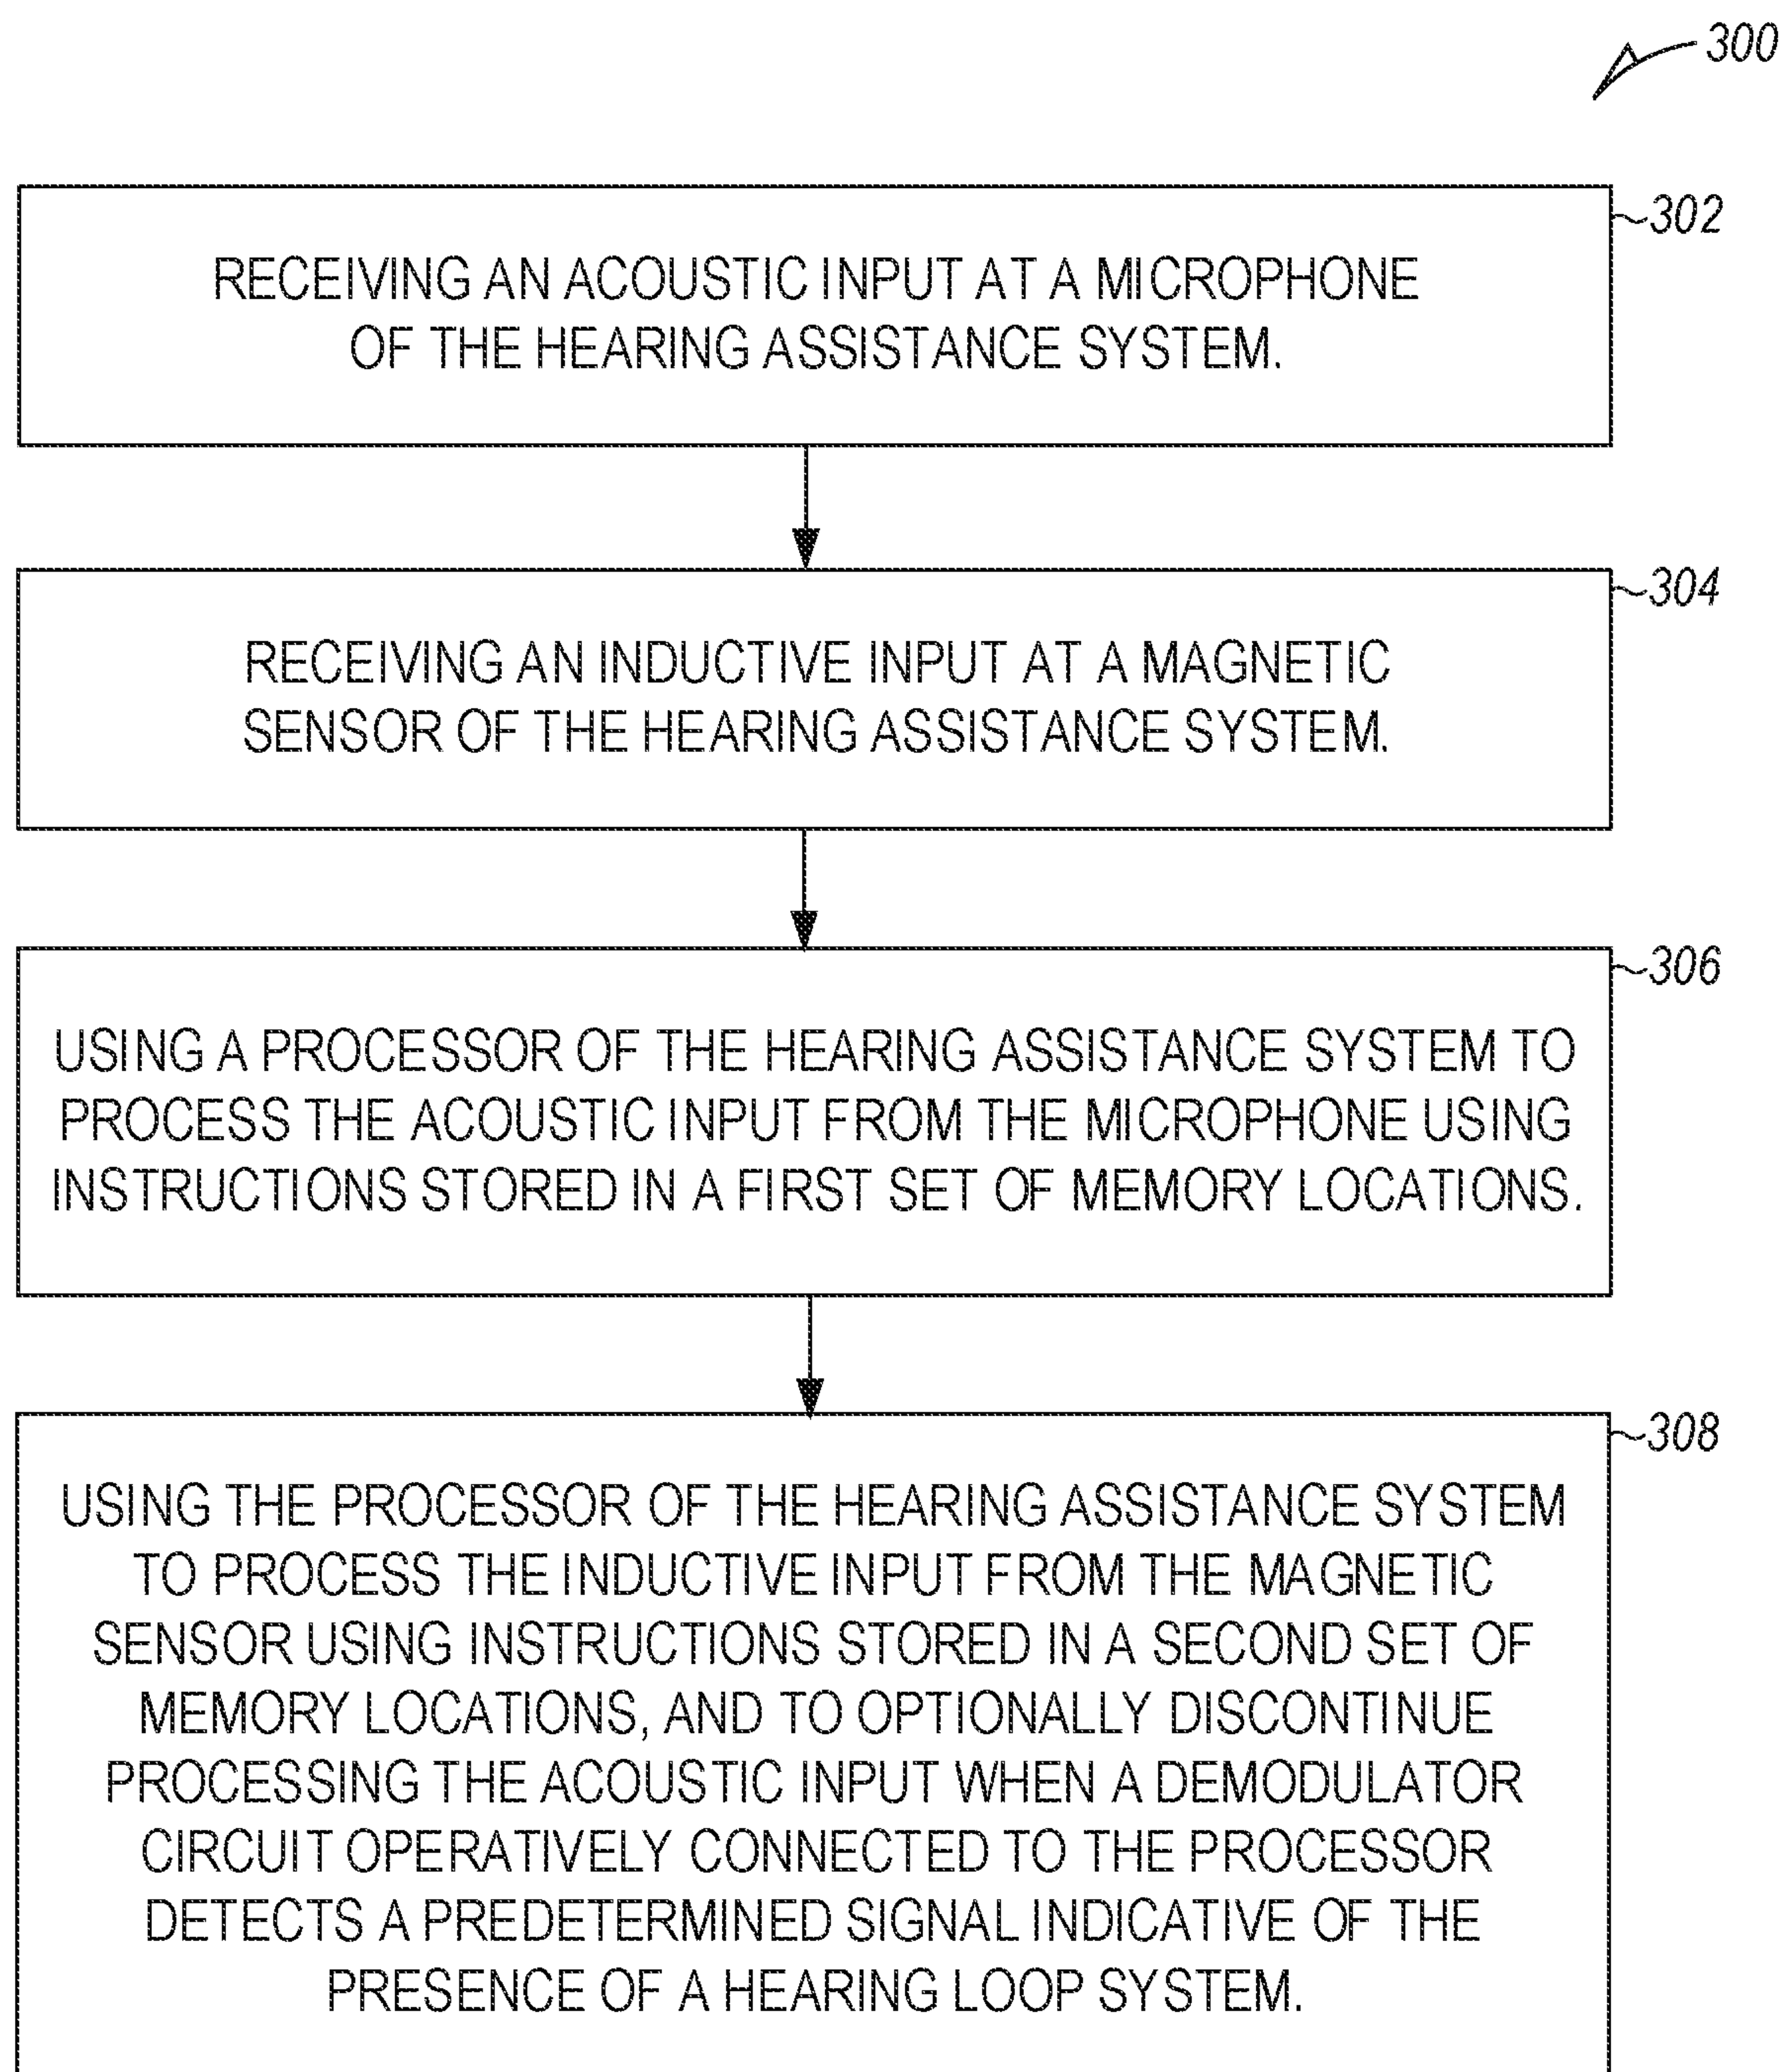 300
302
RECEIVING AN ACOUSTIC INPUT AT A MICROPHONE
OF THE HEARING ASSISTANCE SYSTEM.
304
RECEIVING AN INDUCTIVE INPUT AT A MAGNETIC
SENSOR OF THE HEARING ASSISTANCE SYSTEM.
306
USING A PROCESSOR OF THE HEARING ASSISTANCE SYSTEM TO
PROCESS THE ACOUSTIC INPUT FROM THE MICROPHONE USING
INSTRUCTIONS STORED IN A FIRST SET OF MEMORY LOCATIONS.
308
USING THE PROCESSOR OF THE HEARING ASSISTANCE SYSTEM
TO PROCESS THE INDUCTIVE INPUT FROM THE MAGNETIC
SENSOR USING INSTRUCTIONS STORED IN A SECOND SET OF
MEMORY LOCATIONS, AND TO OPTIONALLY DISCONTINUE
PROCESSING THE ACOUSTIC INPUT WHEN A DEMODULATOR
CIRCUIT OPERATIVELY CONNECTED TO THE PROCESSOR
DETECTS A PREDETERMINED SIGNAL INDICATIVE OF THE
PRESENCE OF A HEARING LOOP SYSTEM.